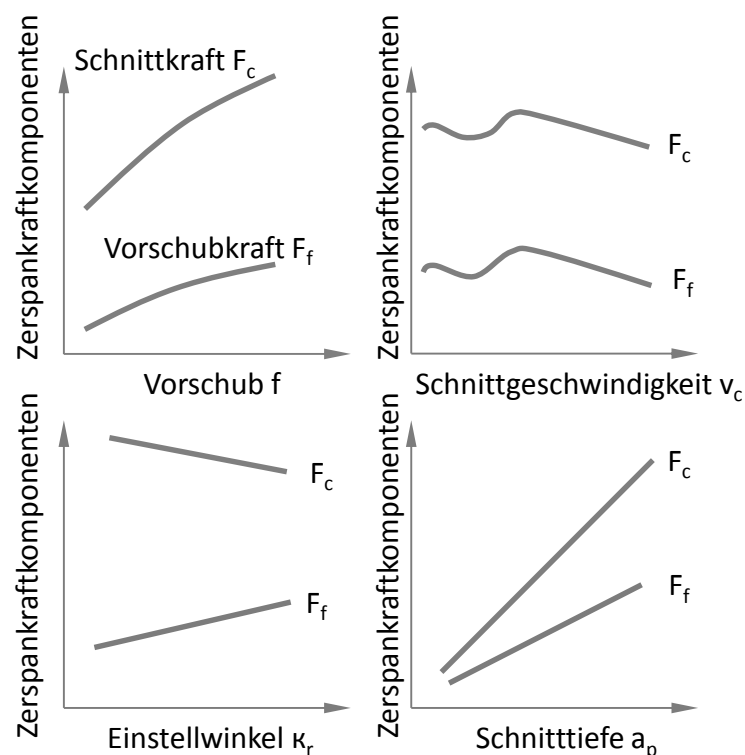 Zerspankraftkomponenten
Schnittkraft F_c
Vorschubkraft F_f
Vorschub f
Zerspankraftkomponenten
F_c
F_f
Schnittgeschwindigkeit v_c
Zerspankraftkomponenten
F_c
F_f
Einstellwinkel κ_r
Zerspankraftkomponenten
F_c
F_f
Schnitttiefe a_p